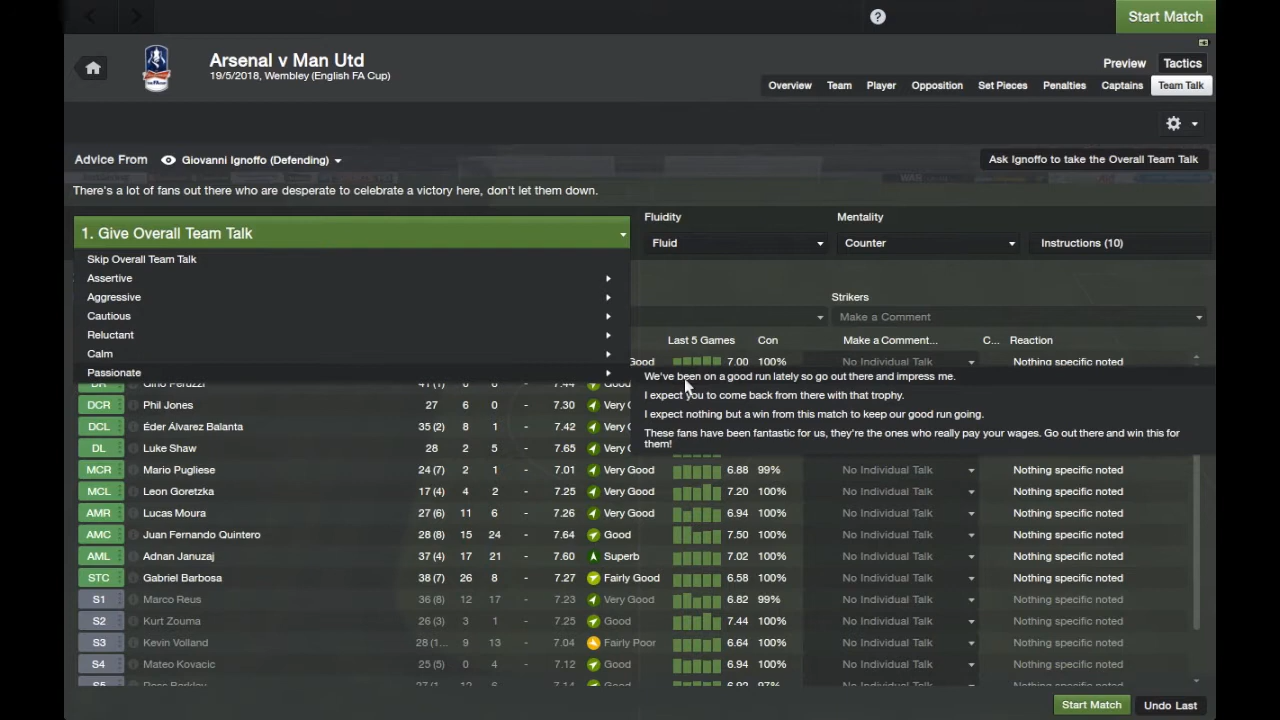 Start Match
Arsenal v Man Utd
19/5/2018, Wembley (English FA Cup)
Preview Tactics
Overview Team Player Opposition Set Pieces Penalties Captains Team Talk
Advice From Giovanni Ignoffo (Defending) Ask Ignoffo to take the Overall Team Talk
There's a lot of fans out there who are desperate to celebrate a victory here, don't let them down.
1. Give Overall Team Talk
Fluidity Mentality
Fluid Counter Instructions (10)
Skip Overall Team Talk
Assertive
Aggressive
Cautious
Reluctant
Calm
Passionate
Strikers
Make a Comment
Last 5 Games Con Make a Comment... C... Reaction
Good 7.00 100% No Individual Talk Nothing specific noted
We've been on a good run lately so go out there and impress me.
I expect you to come back from there with that trophy.
I expect nothing but a win from this match to keep our good run going.
These fans have been fantastic for us, they're the ones who really pay your wages. Go out there and win this for
them!
DCR Phil Jones 27 6 0 - 7.30 Very
DCL Éder Álvarez Balanta 35 (2) 8 1 - 7.42 Very
DL Luke Shaw 28 2 5 - 7.65 Very
MCR Mario Pugliese 24 (7) 2 1 - 7.01 Very Good 6.88 99% No Individual Talk Nothing specific noted
MCL Leon Goretzka 17 (4) 4 2 - 7.25 Very Good 7.20 100% No Individual Talk Nothing specific noted
AMR Lucas Moura 27 (6) 11 6 - 7.26 Very Good 6.94 100% No Individual Talk Nothing specific noted
AMC Juan Fernando Quintero 28 (8) 15 24 - 7.64 Good 7.50 100% No Individual Talk Nothing specific noted
AML Adnan Januzaj 37 (4) 17 21 - 7.60 Superb 7.02 100% No Individual Talk Nothing specific noted
STC Gabriel Barbosa 38 (7) 26 8 - 7.27 Fairly Good 6.58 100% No Individual Talk Nothing specific noted
S1 Marco Reus 36 (8) 12 17 - 7.23 Very Good 6.82 99% No Individual Talk Nothing specific noted
S2 Kurt Zouma 26 (3) 3 1 - 7.25 Good 7.44 100% No Individual Talk Nothing specific noted
S3 Kevin Volland 28 (1... 9 13 - 7.04 Fairly Poor 6.64 100% No Individual Talk Nothing specific noted
S4 Mateo Kovacic 25 (5) 0 4 - 7.12 Good 6.94 100% No Individual Talk Nothing specific noted
Start Match Undo Last